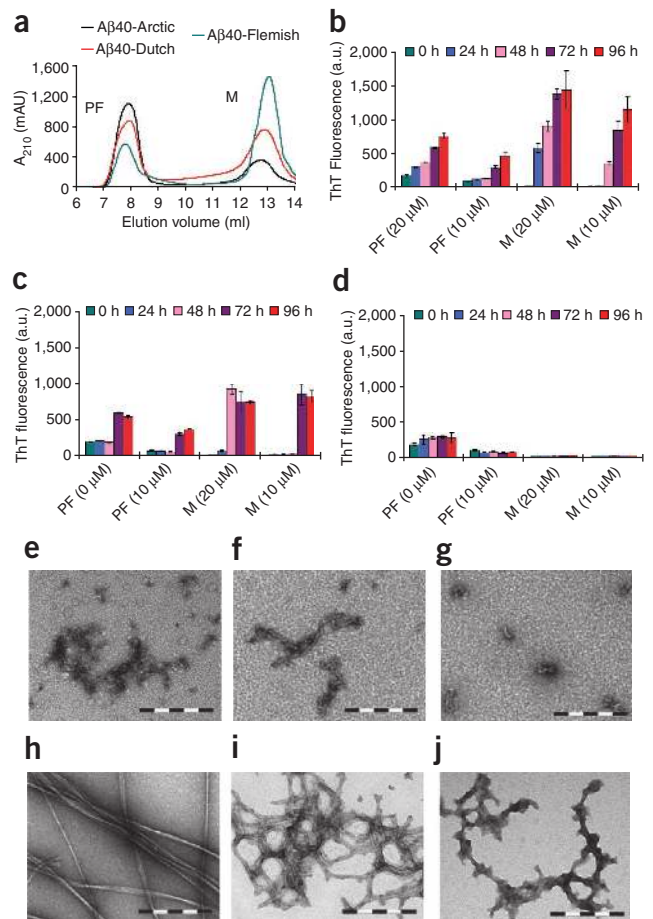 a
Aβ40-Arctic
Aβ40-Dutch
Aβ40-Flemish
1,600
1,200
800
400
0
A210 (mAU)
PF
M
6 7 8 9 10 11 12 13 14
Elution volume (ml)
b
0 h 24 h 48 h 72 h 96 h
2,000
1,500
1,000
500
0
ThT Fluorescence (a.u.)
PF (20 µM)
PF (10 µM)
M (20 µM)
M (10 µM)
c
0 h 24 h 48 h 72 h 96 h
2,000
1,500
1,000
500
0
ThT fluorescence (a.u.)
PF (0 µM)
PF (10 µM)
M (20 µM)
M (10 µM)
d
0 h 24 h 48 h 72 h 96 h
2,000
1,500
1,000
500
0
ThT fluorescence (a.u.)
PF (0 µM)
PF (10 µM)
M (20 µM)
M (10 µM)
e
f
g
h
i
j